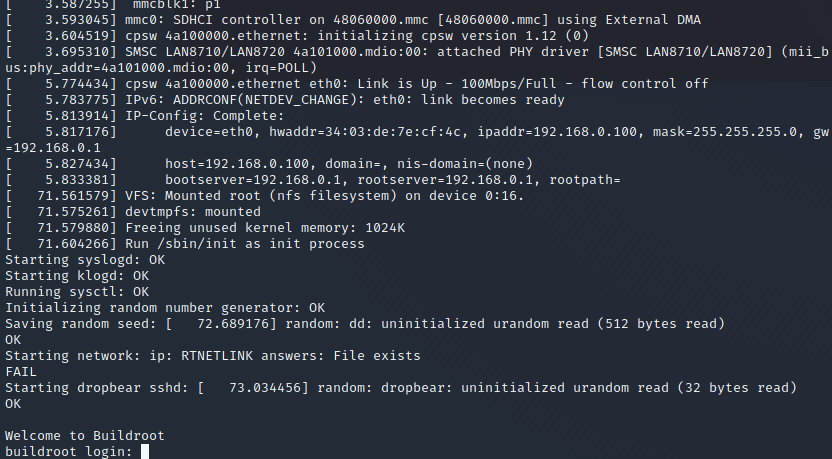 [    3.587255]  mmcblk1: p1
[    3.593045] mmc0: SDHCI controller on 48060000.mmc [48060000.mmc] using External DMA
[    3.604519] cpsw 4a100000.ethernet: initializing cpsw version 1.12 (0)
[    3.695310] SMSC LAN8710/LAN8720 4a101000.mdio:00: attached PHY driver [SMSC LAN8710/LAN8720] (mii_b
us:phy_addr=4a101000.mdio:00, irq=POLL)
[    5.774434] cpsw 4a100000.ethernet eth0: Link is Up - 100Mbps/Full - flow control off
[    5.783775] IPv6: ADDRCONF(NETDEV_CHANGE): eth0: link becomes ready
[    5.813914] IP-Config: Complete:
[    5.817176]      device=eth0, hwaddr=34:03:de:7e:cf:4c, ipaddr=192.168.0.100, mask=255.255.255.0, gw
=192.168.0.1
[    5.827434]      host=192.168.0.100, domain=, nis-domain=(none)
[    5.833381]      bootserver=192.168.0.1, rootserver=192.168.0.1, rootpath=
[   71.561579] VFS: Mounted root (nfs filesystem) on device 0:16.
[   71.575261] devtmpfs: mounted
[   71.579880] Freeing unused kernel memory: 1024K
[   71.604266] Run /sbin/init as init process
Starting syslogd: OK
Starting klogd: OK
Running sysctl: OK
Initializing random number generator: OK
Saving random seed: [   72.689176] random: dd: uninitialized urandom read (512 bytes read)
OK
Starting network: ip: RTNETLINK answers: File exists
FAIL
Starting dropbear sshd: [   73.034456] random: dropbear: uninitialized urandom read (32 bytes read)
OK

Welcome to Buildroot
buildroot login: